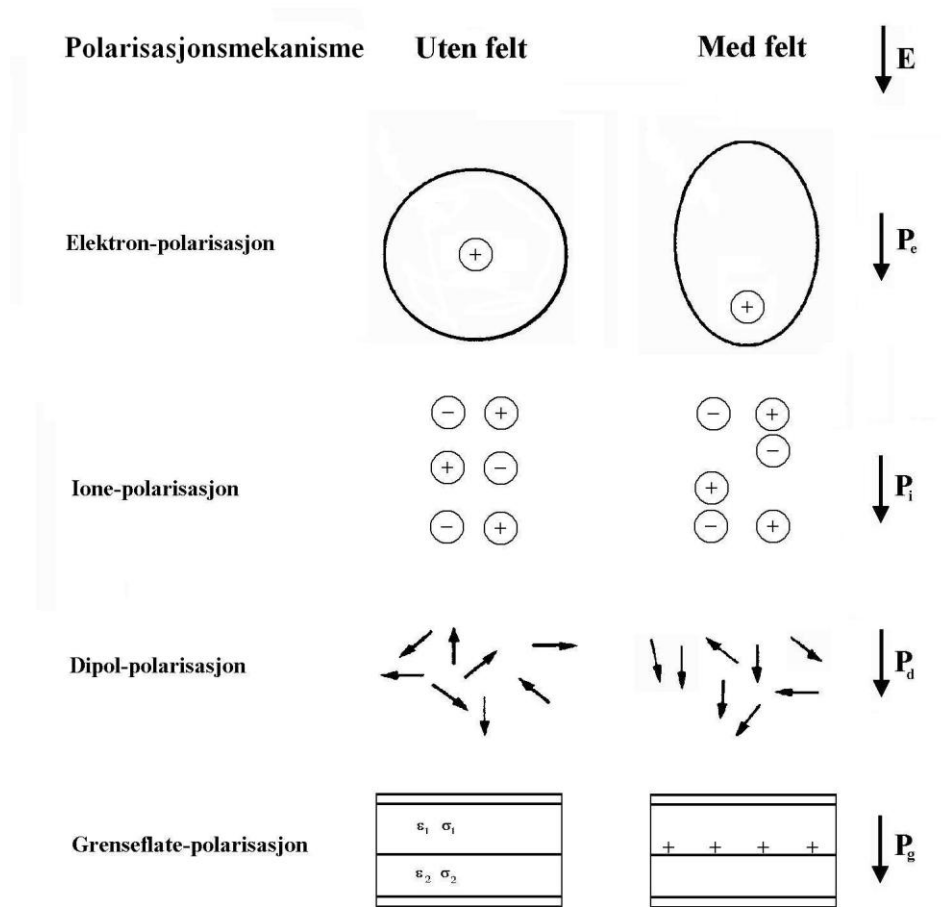 Polarisasjonsmekanisme Uten felt Med felt E
Elektron-polarisasjon + + Pe
− + − +
−
Ione-polarisasjon + − Pi
+
− + − +
Dipol-polarisasjon Pd
ε1 σ1
Grenseflate-polarisasjon + + + + Pg
ε2 σ2